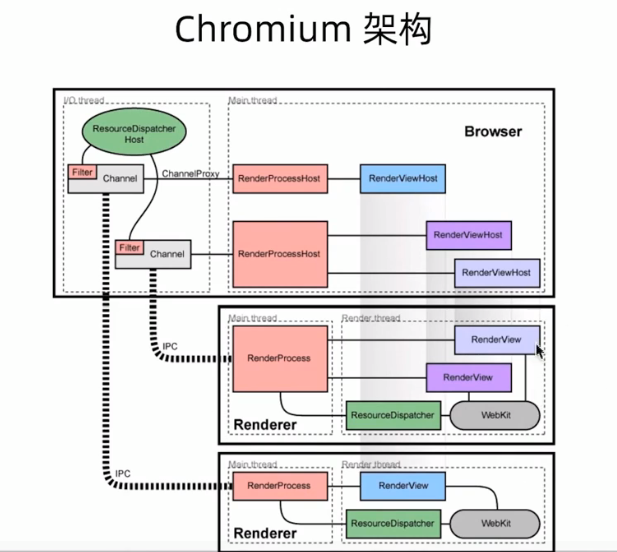 Chromium 架构
I/O thread
Main thread
ResourceDispatcher
Host
Browser
Filter
Channel
ChannelProxy
RenderProcessHost
RenderViewHost
RenderViewHost
Filter
Channel
RenderProcessHost
RenderViewHost
Main thread
Render thread
RenderView
IPC
RenderProcess
RenderView
ResourceDispatcher
WebKit
Renderer
Main thread
Render thread
IPC
RenderProcess
RenderView
ResourceDispatcher
WebKit
Renderer